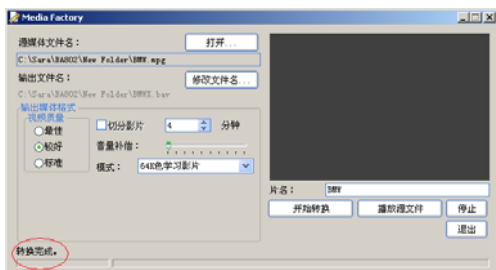 Media Factory
源媒体文件名：
打开...
C:\Sara\BA802\New Folder\BMW.mpg
输出文件名：
修改文件名...
C:\Sara\BA802\New Folder\BMWX.bav
输出媒体格式
视频质量
最佳
较好
标准
切分影片
4
分钟
音量补偿：
模式：
64K色学习影片
片名：
BMW
开始转换
播放源文件
停止
退出
转换完成。